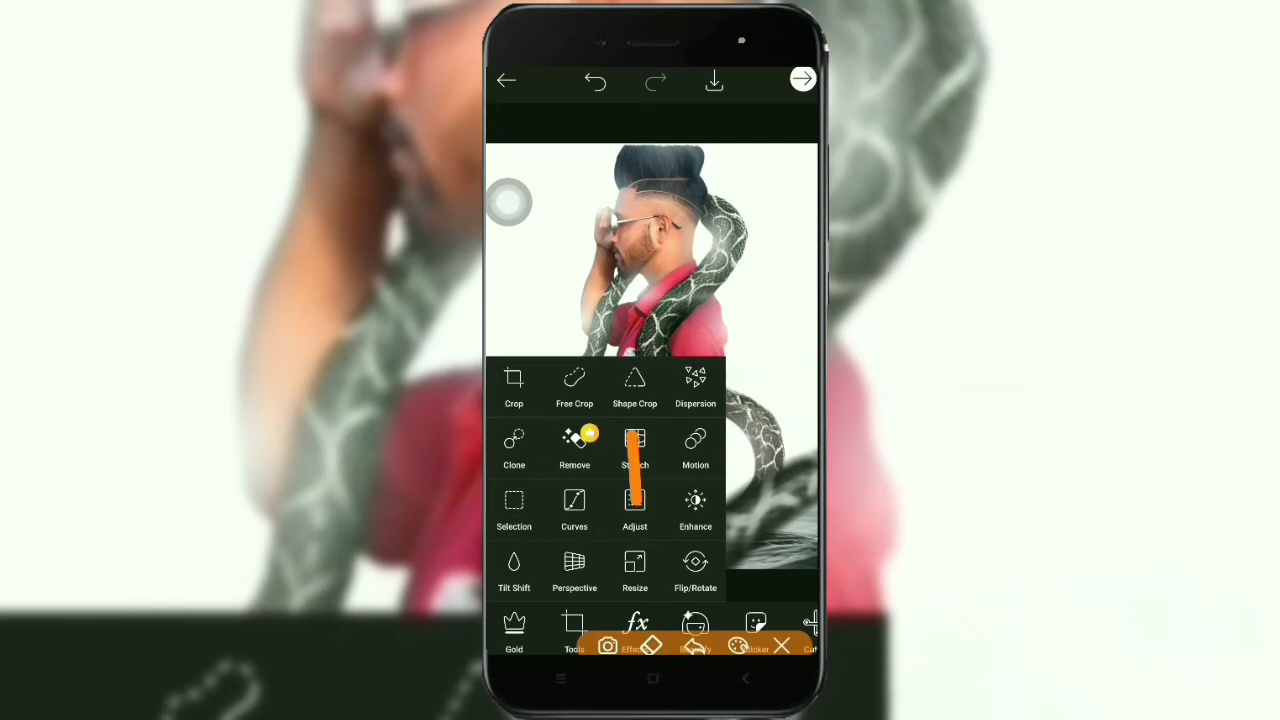 Crop Free Crop Shape Crop Dispersion
Clone Remove Motion
Selection Curves Adjust Enhance
Tilt Shift Perspective Resize Flip/Rotate
fx
Gold